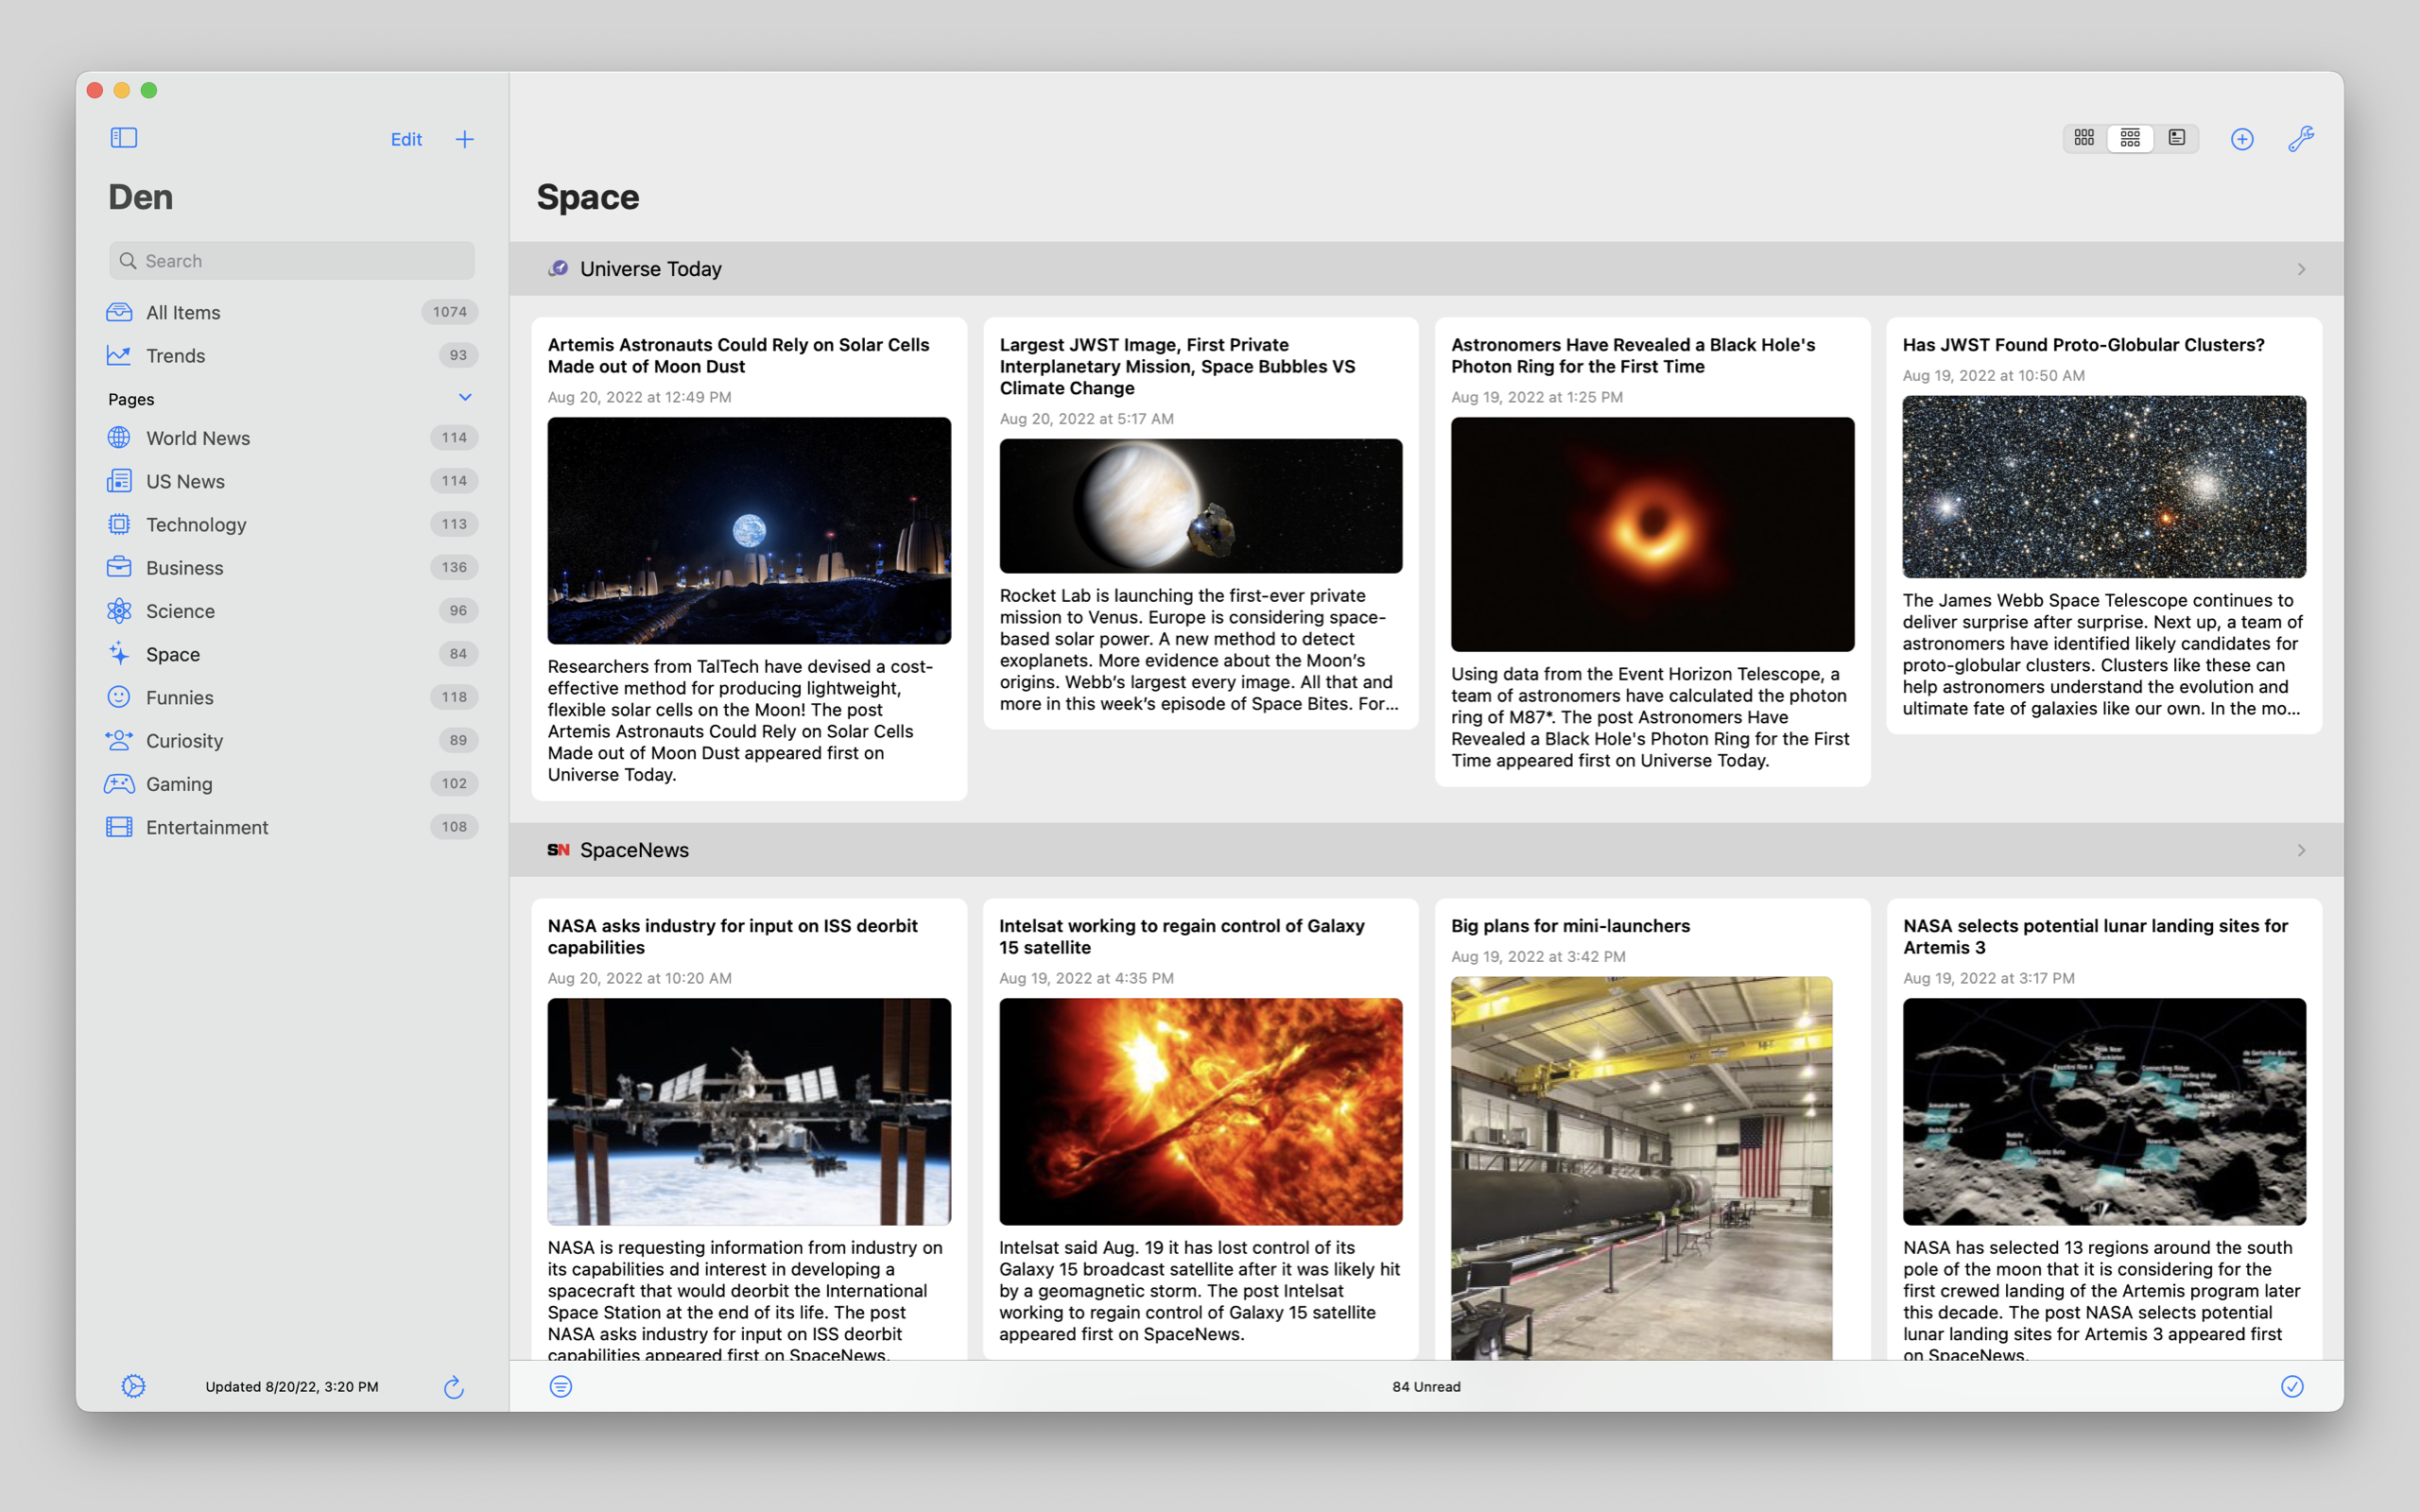 Edit
Den
Search
All Items 1074
Trends 93
Pages
World News 114
US News 114
Technology 113
Business 136
Science 96
Space 84
Funnies 118
Curiosity 89
Gaming 102
Entertainment 108
Updated 8/20/22, 3:20 PM
Space
Universe Today
Artemis Astronauts Could Rely on Solar Cells
Made out of Moon Dust
Aug 20, 2022 at 12:49 PM
Researchers from TalTech have devised a cost-
effective method for producing lightweight,
flexible solar cells on the Moon! The post
Artemis Astronauts Could Rely on Solar Cells
Made out of Moon Dust appeared first on
Universe Today.
Largest JWST Image, First Private
Interplanetary Mission, Space Bubbles VS
Climate Change
Aug 20, 2022 at 5:17 AM
Rocket Lab is launching the first-ever private
mission to Venus. Europe is considering space-
based solar power. A new method to detect
exoplanets. More evidence about the Moon’s
origins. Webb’s largest every image. All that and
more in this week’s episode of Space Bites. For...
Astronomers Have Revealed a Black Hole's
Photon Ring for the First Time
Aug 19, 2022 at 1:25 PM
Using data from the Event Horizon Telescope, a
team of astronomers have calculated the photon
ring of M87*. The post Astronomers Have
Revealed a Black Hole's Photon Ring for the First
Time appeared first on Universe Today.
Has JWST Found Proto-Globular Clusters?
Aug 19, 2022 at 10:50 AM
The James Webb Space Telescope continues to
deliver surprise after surprise. Next up, a team of
astronomers have identified likely candidates for
proto-globular clusters. Clusters like these can
help astronomers understand the evolution and
ultimate fate of galaxies like our own. In the mo...
SN SpaceNews
NASA asks industry for input on ISS deorbit
capabilities
Aug 20, 2022 at 10:20 AM
NASA is requesting information from industry on
its capabilities and interest in developing a
spacecraft that would deorbit the International
Space Station at the end of its life. The post
NASA asks industry for input on ISS deorbit
capabilities appeared first on SpaceNews.
Intelsat working to regain control of Galaxy
15 satellite
Aug 19, 2022 at 4:35 PM
Intelsat said Aug. 19 it has lost control of its
Galaxy 15 broadcast satellite after it was likely hit
by a geomagnetic storm. The post Intelsat
working to regain control of Galaxy 15 satellite
appeared first on SpaceNews.
Big plans for mini-launchers
Aug 19, 2022 at 3:42 PM
NASA selects potential lunar landing sites for
Artemis 3
Aug 19, 2022 at 3:17 PM
Connecting Ridge
Haworth
NASA has selected 13 regions around the south
pole of the moon that it is considering for the
first crewed landing of the Artemis program later
this decade. The post NASA selects potential
lunar landing sites for Artemis 3 appeared first
on SpaceNews.
84 Unread